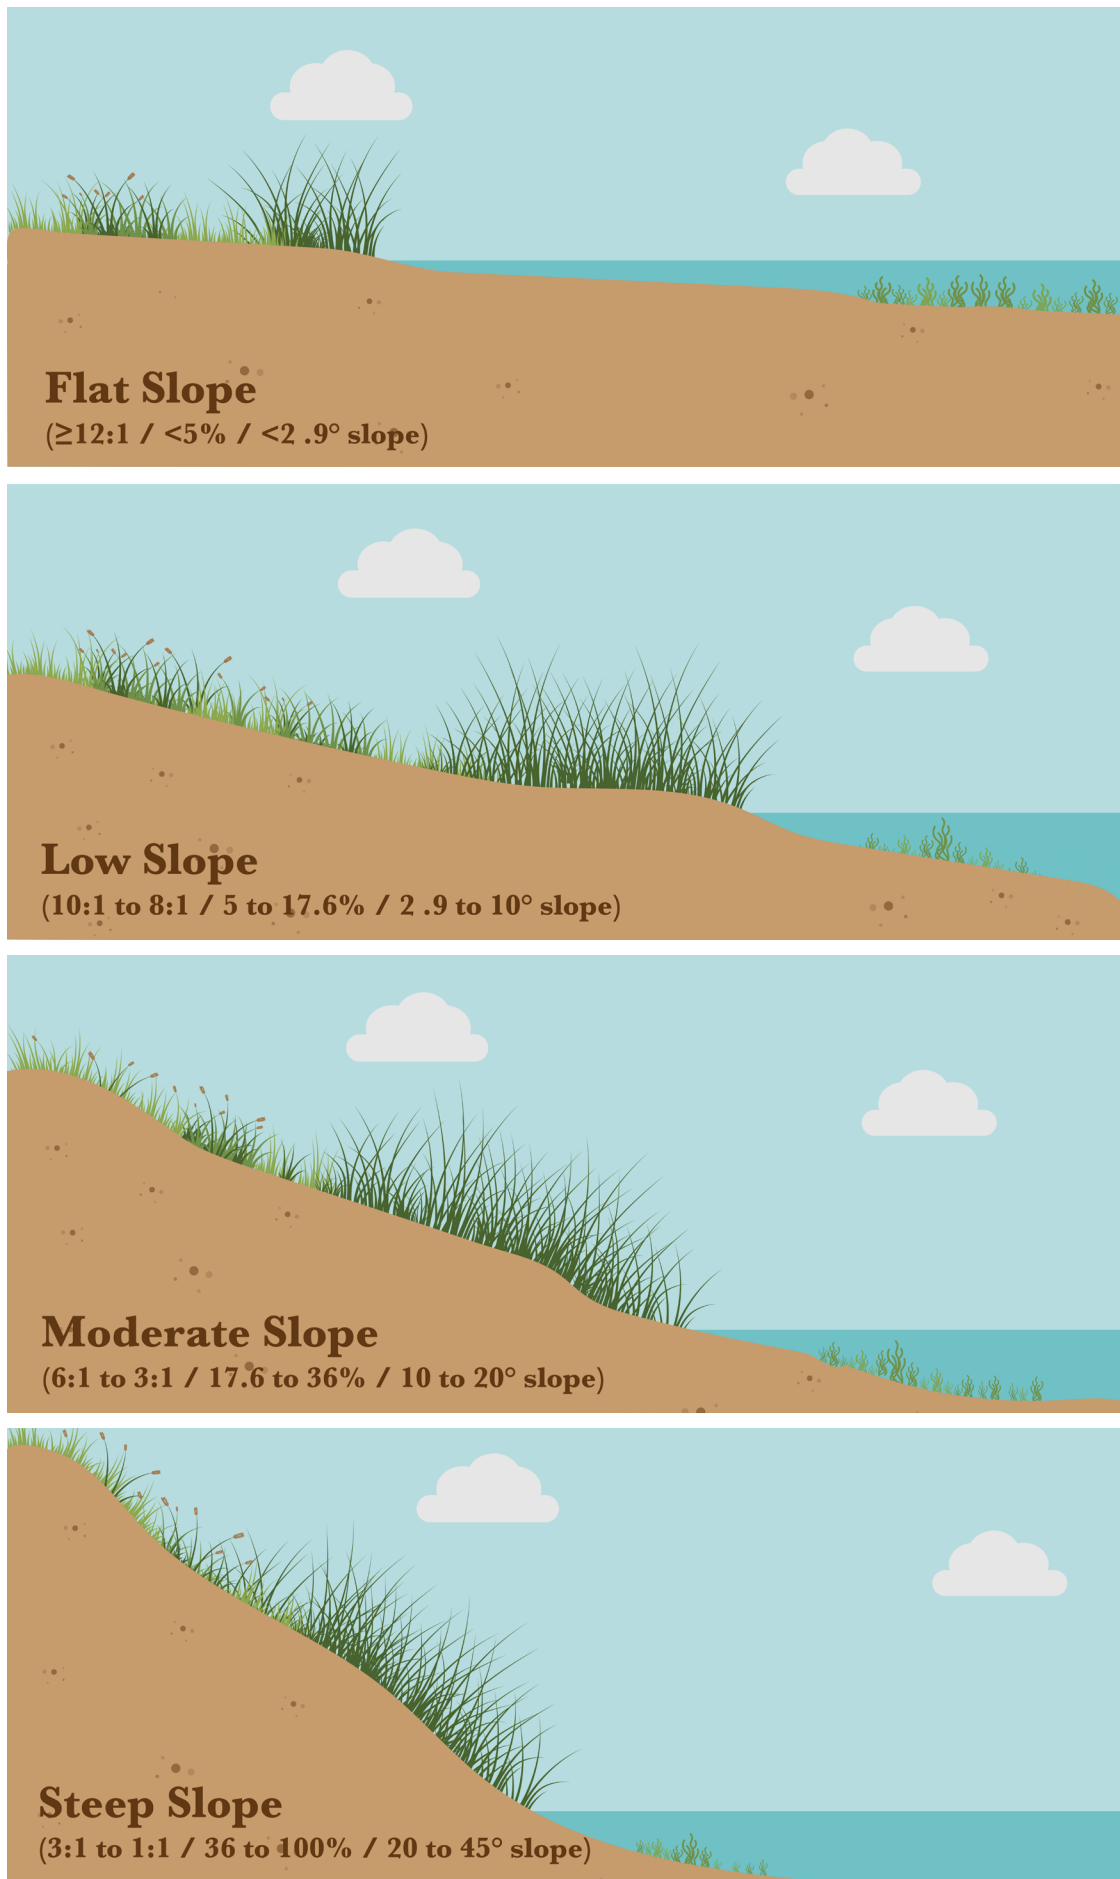 Flat Slope
(≥12:1 / <5% / <2 .9° slope)
Low Slope
(10:1 to 8:1 / 5 to 17.6% / 2 .9 to 10° slope)
Moderate Slope
(6:1 to 3:1 / 17.6 to 36% / 10 to 20° slope)
Steep Slope
(3:1 to 1:1 / 36 to 100% / 20 to 45° slope)